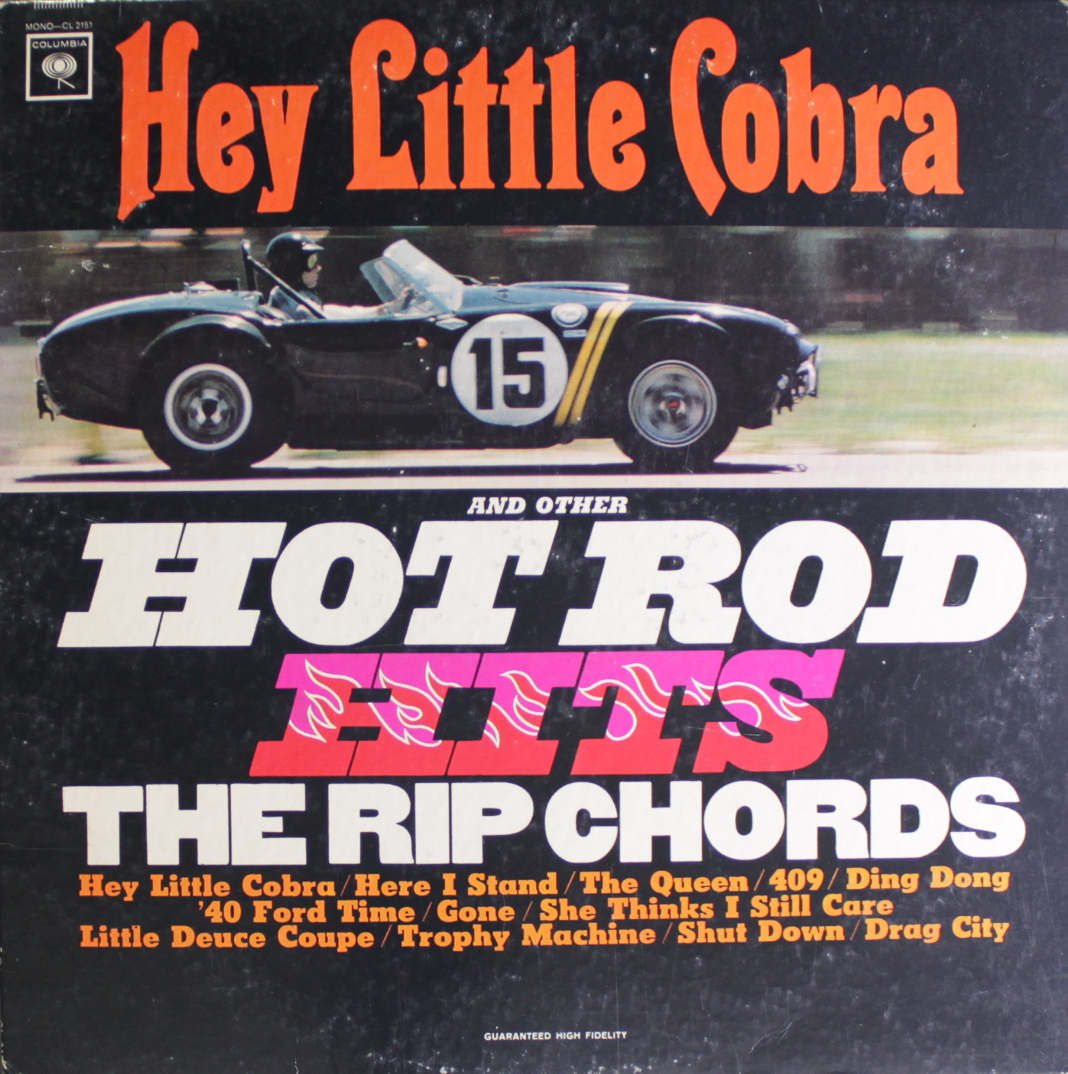 MONO—CL 2151
COLUMBIA
Hey Little Cobra
15
AND OTHER
HOT ROD
HITS
THE RIP CHORDS
Hey Little Cobra / Here I Stand / The Queen / 409 / Ding Dong
'40 Ford Time / Gone / She Thinks I Still Care
Little Deuce Coupe / Trophy Machine / Shut Down / Drag City
GUARANTEED HIGH FIDELITY